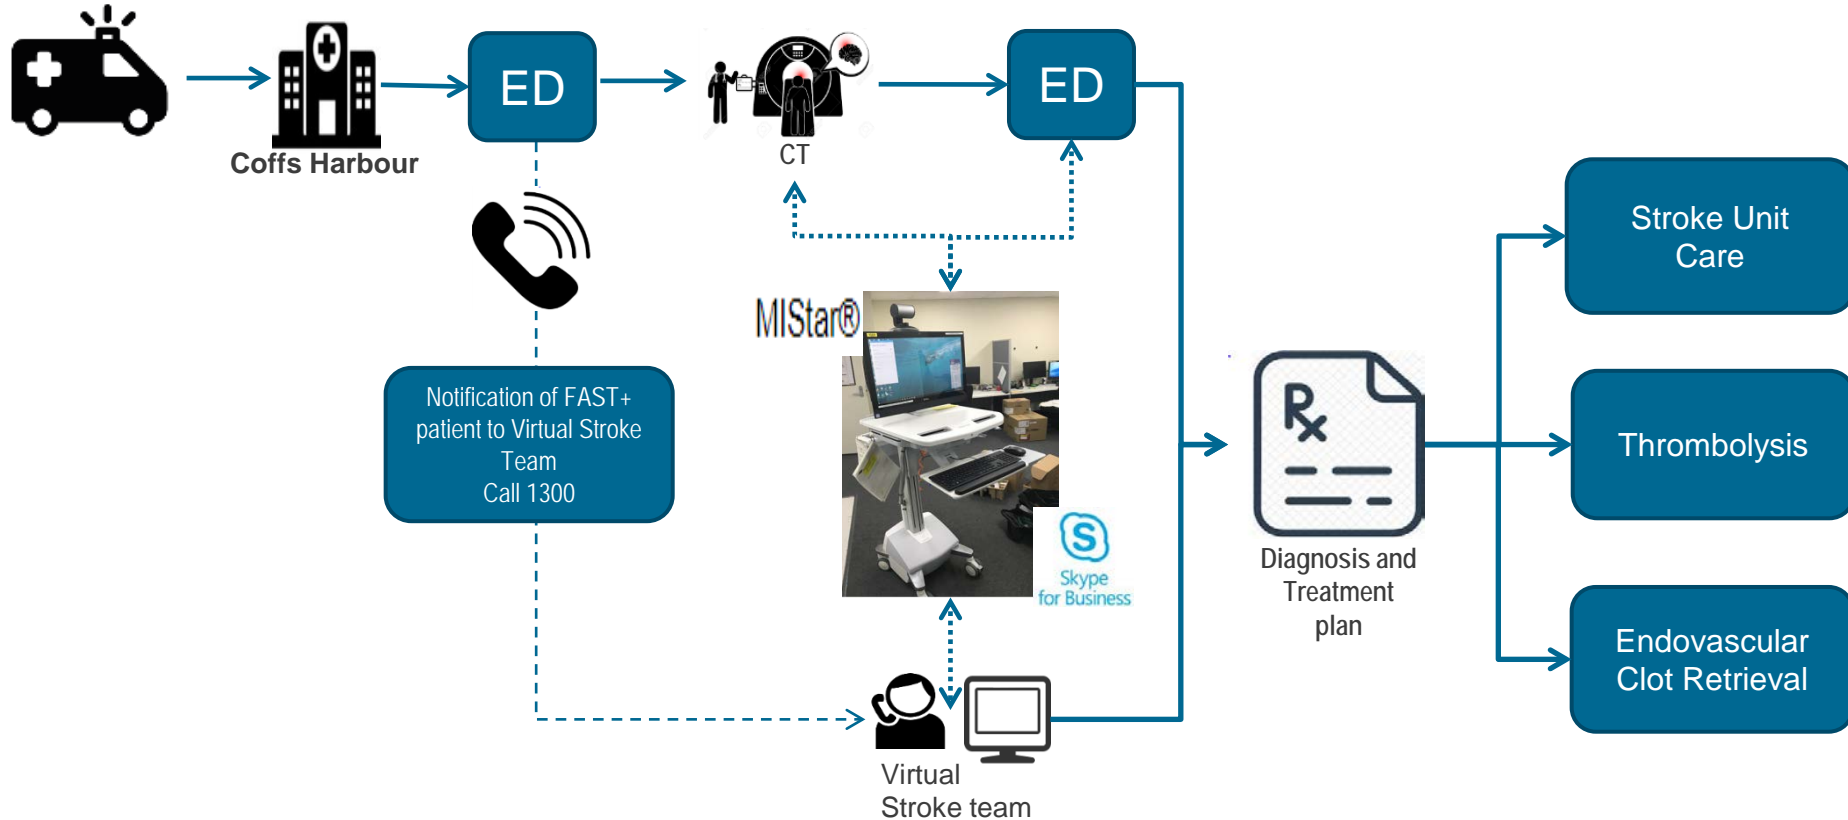 Coffs Harbour
ED
CT
ED
Notification of FAST+
patient to Virtual Stroke
Team
Call 1300
MIStar®
S
Skype
for Business
Virtual
Stroke team
Rx
Diagnosis and
Treatment
plan
Stroke Unit
Care
Thrombolysis
Endovascular
Clot Retrieval